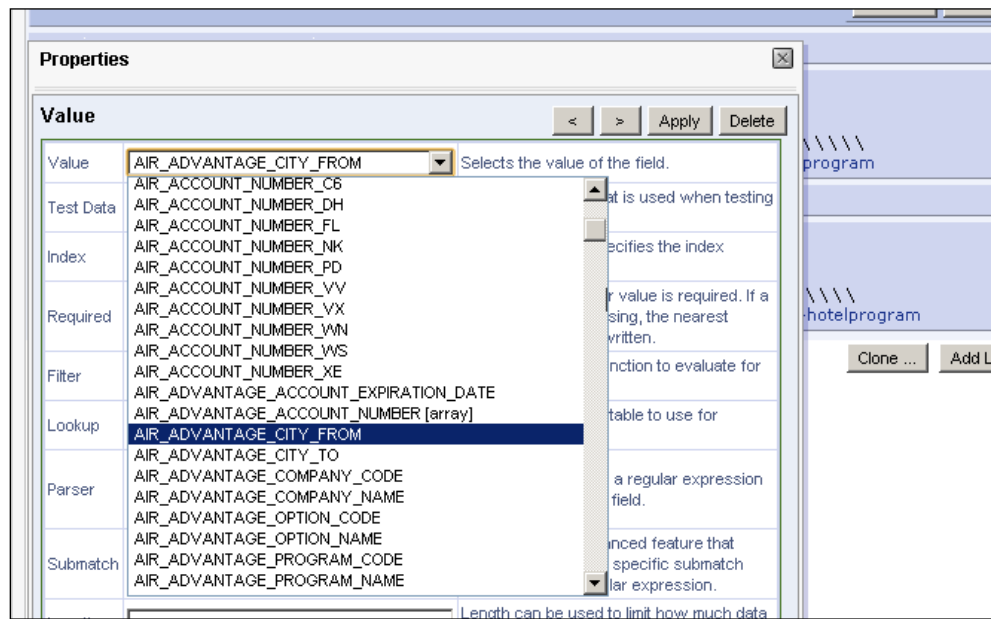 Properties
Value
< > Apply Delete
Value AIR_ADVANTAGE_CITY_FROM Selects the value of the field.
AIR_ACCOUNT_NUMBER_C6
Test Data AIR_ACCOUNT_NUMBER_DH at is used when testing
AIR_ACCOUNT_NUMBER_FL
Index AIR_ACCOUNT_NUMBER_NK ecifies the index
AIR_ACCOUNT_NUMBER_PD
AIR_ACCOUNT_NUMBER_VV r value is required. If a
Required AIR_ACCOUNT_NUMBER_VX sing, the nearest
AIR_ACCOUNT_NUMBER_WN written.
AIR_ACCOUNT_NUMBER_WS
Filter AIR_ACCOUNT_NUMBER_XE nction to evaluate for
AIR_ADVANTAGE_ACCOUNT_EXPIRATION_DATE
Lookup AIR_ADVANTAGE_ACCOUNT_NUMBER [array] table to use for
AIR_ADVANTAGE_CITY_FROM
AIR_ADVANTAGE_CITY_TO
Parser AIR_ADVANTAGE_COMPANY_CODE a regular expression
AIR_ADVANTAGE_COMPANY_NAME field.
AIR_ADVANTAGE_OPTION_CODE
AIR_ADVANTAGE_OPTION_NAME nced feature that
Submatch AIR_ADVANTAGE_PROGRAM_CODE specific submatch
AIR_ADVANTAGE_PROGRAM_NAME lar expression.
Length can be used to limit how much data
\ \ \ \ \
program
\ \ \ \
hotelprogram
Clone ... Add L